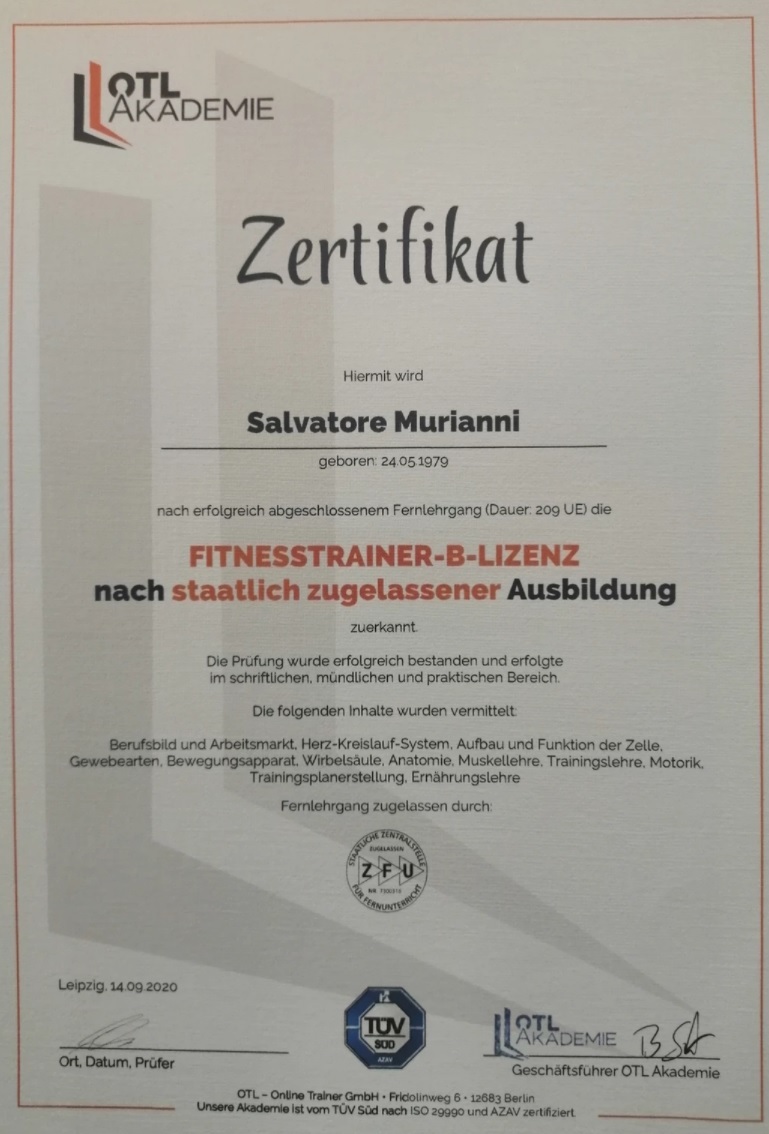 OTL
AKADEMIE
Zertifikat
Hiermit wird
Salvatore Murianni
geboren: 24.05.1979
nach erfolgreich abgeschlossenem Fernlehrgang (Dauer: 209 UE) die
FITNESSTRAINER-B-LIZENZ
nach staatlich zugelassener Ausbildung
zuerkannt.
Die Prüfung wurde erfolgreich bestanden und erfolgte
im schriftlichen, mündlichen und praktischen Bereich.
Die folgenden Inhalte wurden vermittelt:
Berufsbild und Arbeitsmarkt, Herz-Kreislauf-System, Aufbau und Funktion der Zelle,
Gewebearten, Bewegungsapparat, Wirbelsäule, Anatomie, Muskellehre, Trainingslehre, Motorik,
Trainingsplanerstellung, Ernährungslehre
Fernlehrgang zugelassen durch:
STAATLICHE ZENTRALSTELLE
ZUGELASSEN
ZFU
NR.
FÜR FERNUNTERRICHT
Leipzig, 14.09.2020
Ort, Datum, Prüfer
TÜV
SÜD
AZAV
OTL
AKADEMIE
Geschäftsführer OTL Akademie
OTL – Online Trainer GmbH • Fridolinweg 6 • 12683 Berlin
Unsere Akademie ist vom TÜV Süd nach ISO 29990 und AZAV zertifiziert.